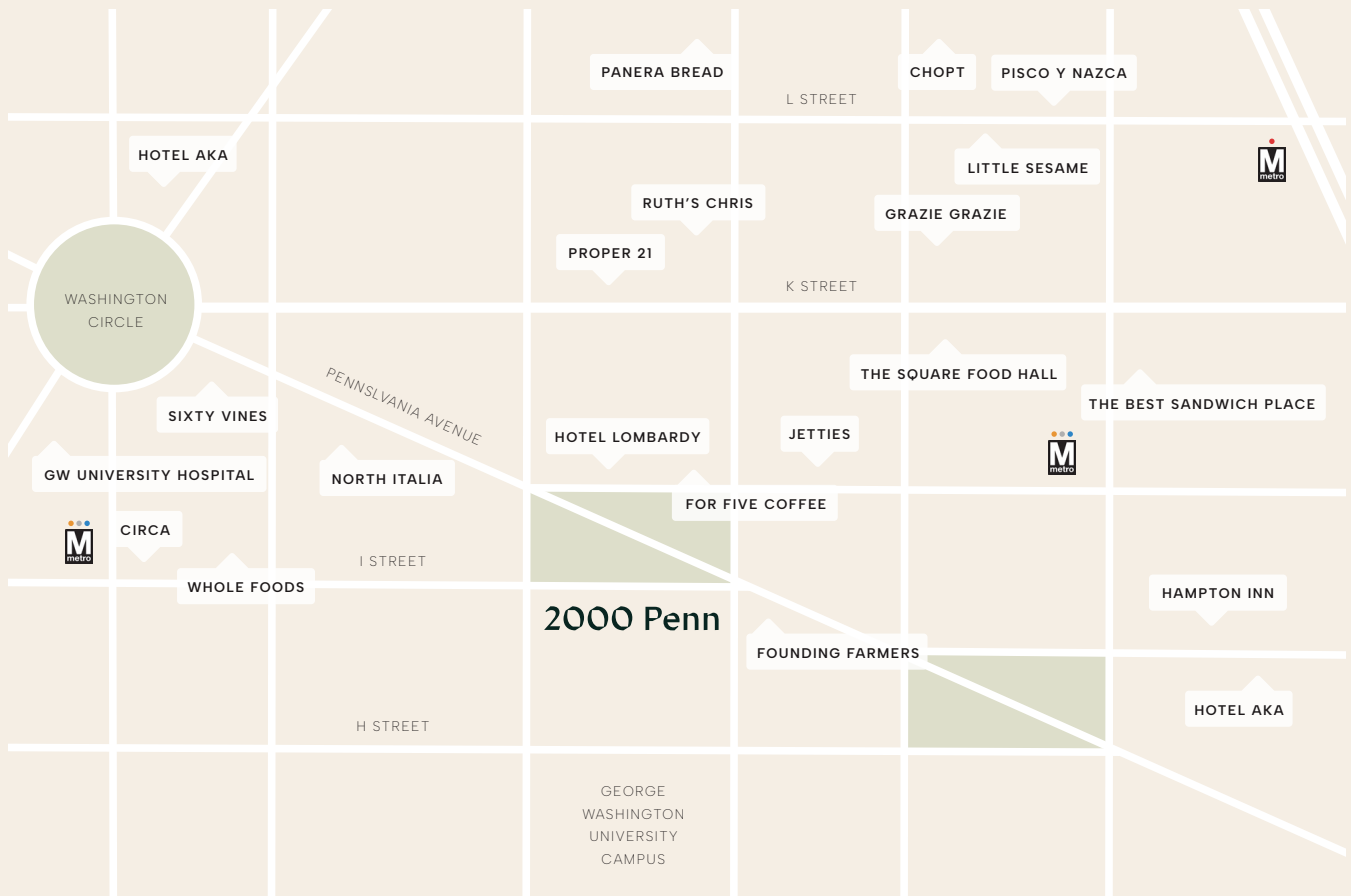 PANERA BREAD
CHOPT
PISCO Y NAZCA
L STREET
HOTEL AKA
M
metro
LITTLE SESAME
RUTH'S CHRIS
GRAZIE GRAZIE
PROPER 21
K STREET
WASHINGTON
CIRCLE
PENNSLVANIA AVENUE
THE SQUARE FOOD HALL
THE BEST SANDWICH PLACE
SIXTY VINES
HOTEL LOMBARDY
JETTIES
M
metro
GW UNIVERSITY HOSPITAL
NORTH ITALIA
FOR FIVE COFFEE
M
metro
CIRCA
I STREET
WHOLE FOODS
HAMPTON INN
2000 Penn
FOUNDING FARMERS
HOTEL AKA
H STREET
GEORGE
WASHINGTON
UNIVERSITY
CAMPUS